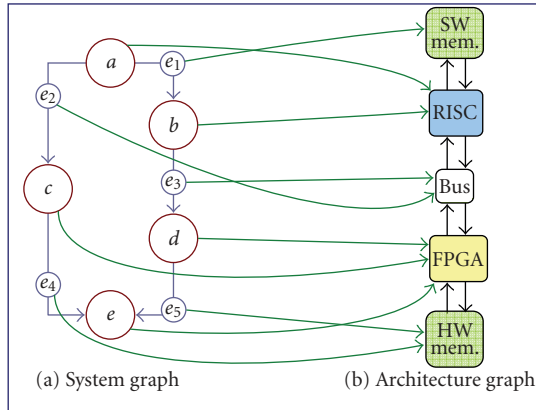 a
e1
SW
mem.
e2
RISC
b
e3
c
Bus
d
FPGA
e4
e
e5
HW
mem.
(a) System graph
(b) Architecture graph